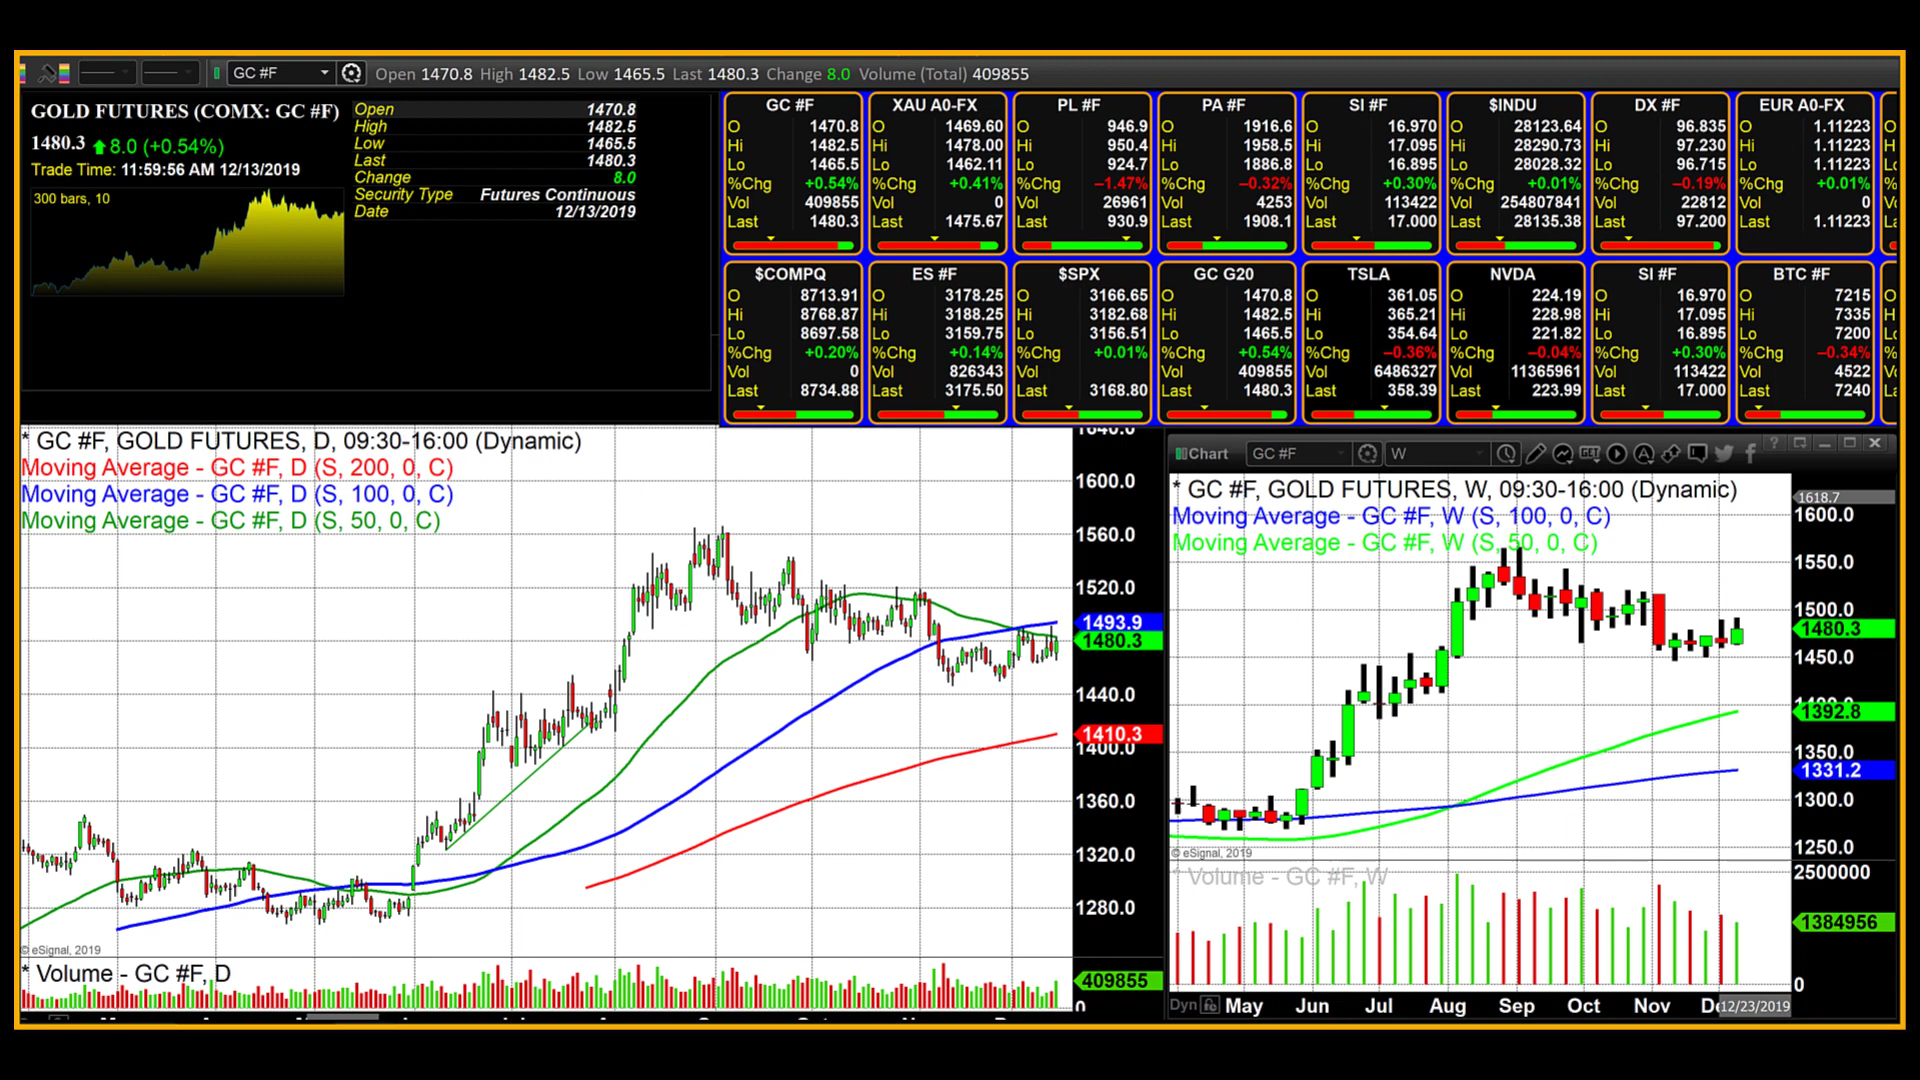 GC #F Open 1470.8 High 1482.5 Low 1465.5 Last 1480.3 Change 8.0 Volume (Total) 409855
GOLD FUTURES (COMX: GC #F)
1480.3 8.0 (+0.54%)
Trade Time: 11:59:56 AM 12/13/2019
300 bars, 10
Open 1470.8
High 1482.5
Low 1465.5
Last 1480.3
Change 8.0
Security Type Futures Continuous
Date 12/13/2019
GC #F
O 1470.8
Hi 1482.5
Lo 1465.5
%Chg +0.54%
Vol 409855
Last 1480.3
XAU A0-FX
O 1469.60
Hi 1478.00
Lo 1462.11
%Chg +0.41%
Vol 0
Last 1475.67
PL #F
O 946.9
Hi 950.4
Lo 924.7
%Chg –1.47%
Vol 26961
Last 930.9
PA #F
O 1916.6
Hi 1958.5
Lo 1886.8
%Chg –0.32%
Vol 4253
Last 1908.1
SI #F
O 16.970
Hi 17.095
Lo 16.895
%Chg +0.30%
Vol 113422
Last 17.000
$INDU
O 28123.64
Hi 28290.73
Lo 28028.32
%Chg +0.01%
Vol 254807841
Last 28135.38
DX #F
O 96.835
Hi 97.230
Lo 96.715
%Chg –0.19%
Vol 22812
Last 97.200
EUR A0-FX
O 1.11223
Hi 1.11223
Lo 1.11223
%Chg +0.01%
Vol 0
Last 1.11223
$COMPQ
O 8713.91
Hi 8768.87
Lo 8697.58
%Chg +0.20%
Vol 0
Last 8734.88
ES #F
O 3178.25
Hi 3188.25
Lo 3159.75
%Chg +0.14%
Vol 826343
Last 3175.50
$SPX
O 3166.65
Hi 3182.68
Lo 3156.51
%Chg +0.01%
Vol
Last 3168.80
GC G20
O 1470.8
Hi 1482.5
Lo 1465.5
%Chg +0.54%
Vol 409855
Last 1480.3
TSLA
O 361.05
Hi 365.21
Lo 354.64
%Chg –0.36%
Vol 6486327
Last 358.39
NVDA
O 224.19
Hi 228.98
Lo 221.82
%Chg –0.04%
Vol 11365961
Last 223.99
SI #F
O 16.970
Hi 17.095
Lo 16.895
%Chg +0.30%
Vol 113422
Last 17.000
BTC #F
O 7215
Hi 7335
Lo 7200
%Chg –0.34%
Vol 4522
Last 7240
* GC #F, GOLD FUTURES, D, 09:30-16:00 (Dynamic)
Moving Average - GC #F, D (S, 200, 0, C)
Moving Average - GC #F, D (S, 100, 0, C)
Moving Average - GC #F, D (S, 50, 0, C)
1640.0
1600.0
1560.0
1520.0
1493.9
1480.3
1440.0
1410.3
1400.0
1360.0
1320.0
1280.0
© eSignal, 2019
* Volume - GC #F, D
409855
0
Chart GC #F W
* GC #F, GOLD FUTURES, W, 09:30-16:00 (Dynamic)
Moving Average - GC #F, W (S, 100, 0, C)
Moving Average - GC #F, W (S, 50, 0, C)
1618.7
1600.0
1550.0
1500.0
1480.3
1450.0
1392.8
1350.0
1331.2
1300.0
1250.0
© eSignal, 2019
* Volume - GC #F, W
2500000
1384956
0
Dyn May Jun Jul Aug Sep Oct Nov 12/23/2019